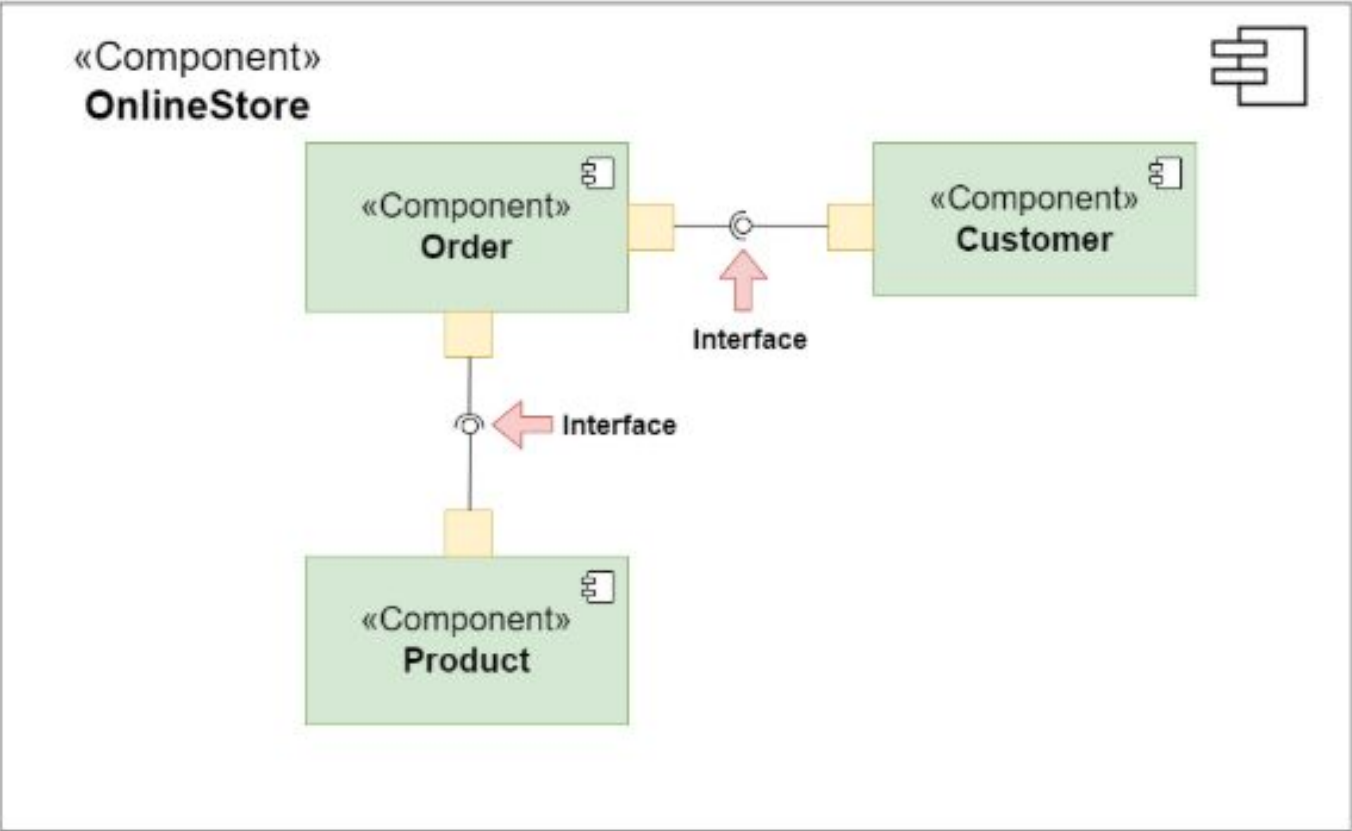 «Component»
OnlineStore
«Component»
Order
«Component»
Customer
Interface
Interface
«Component»
Product